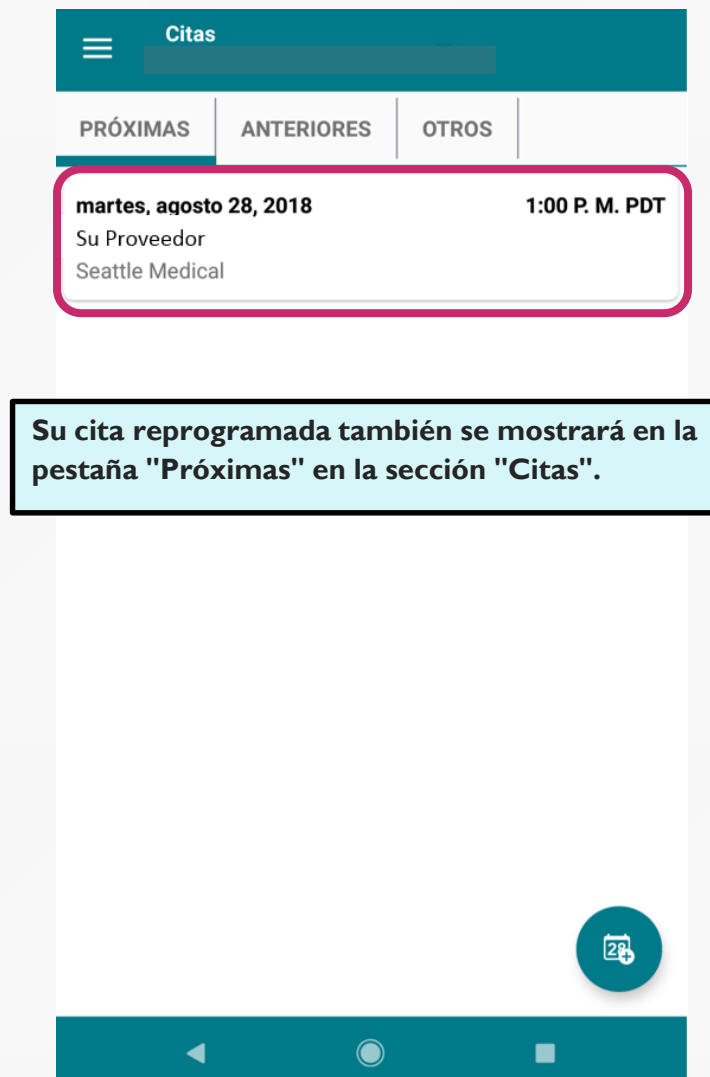 Citas
PRÓXIMAS ANTERIORES OTROS
martes, agosto 28, 2018 1:00 P. M. PDT
Su Proveedor
Seattle Medical
Su cita reprogramada también se mostrará en la
pestaña "Próximas" en la sección "Citas".
28